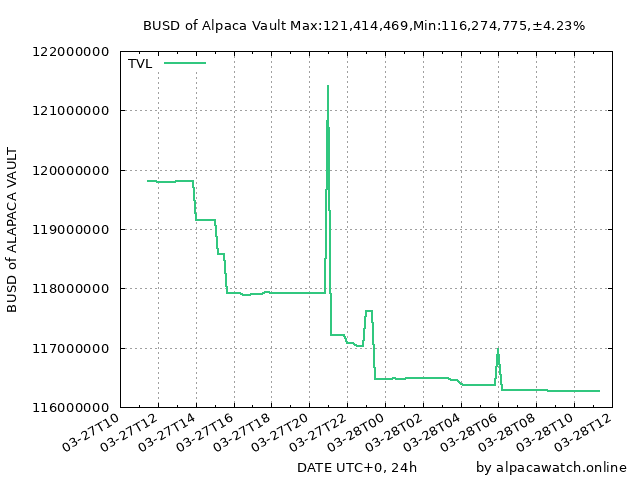 BUSD of Alpaca Vault Max:121,414,469,Min:116,274,775,±4.23%
122000000
TVL
121000000
120000000
119000000
118000000
117000000
116000000
BUSD of ALAPACA VAULT
03-27T10
03-27T12
03-27T14
03-27T16
03-27T18
03-27T20
03-27T22
03-28T00
03-28T02
03-28T04
03-28T06
03-28T08
03-28T10
03-28T12
DATE UTC+0, 24h
by alpacawatch.online